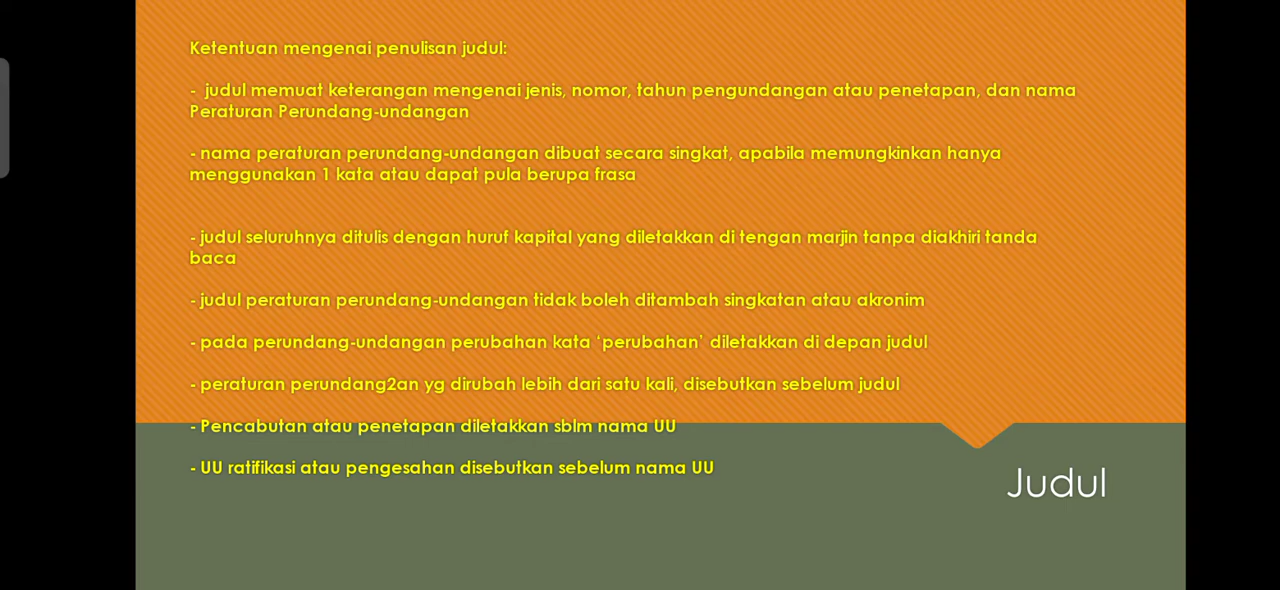 Ketentuan mengenai penulisan judul:
- judul memuat keterangan mengenai jenis, nomor, tahun pengundangan atau penetapan, dan nama
Peraturan Perundang-undangan
- nama peraturan perundang-undangan dibuat secara singkat, apabila memungkinkan hanya
menggunakan 1 kata atau dapat pula berupa frasa
- judul seluruhnya ditulis dengan huruf kapital yang diletakkan di tengan marjin tanpa diakhiri tanda
baca
- judul peraturan perundang-undangan tidak boleh ditambah singkatan atau akronim
- pada perundang-undangan perubahan kata ‘perubahan’ diletakkan di depan judul
- peraturan perundang2an yg dirubah lebih dari satu kali, disebutkan sebelum judul
- Pencabutan atau penetapan diletakkan sblm nama UU
- UU ratifikasi atau pengesahan disebutkan sebelum nama UU
Judul